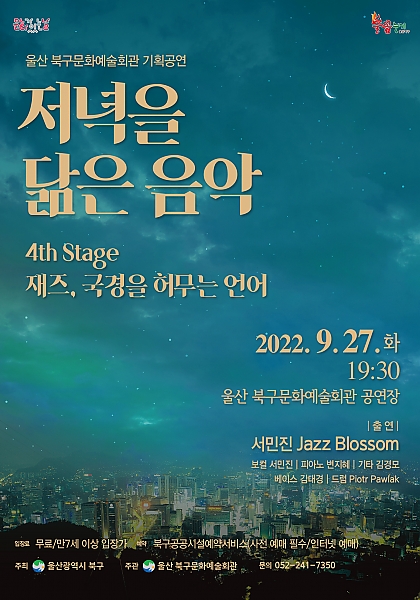 울산 북구문화예술회관 기획공연
저녁을
닮은 음악
4th Stage
재즈, 국경을 허무는 언어
2022. 9. 27. 화
19:30
울산 북구문화예술회관 공연장
| 출 연 |
서민진 Jazz Blossom
보컬 서민진 | 피아노 변지혜 | 기타 김경모
베이스 김대경 | 드럼 Piotr Pawlak
입장료 무료/만7세 이상 입장가 예약 북구공공시설예약서비스(사전 예매 필수/인터넷 예매)
주최 울산광역시 북구 주관 울산 북구문화예술회관 문의 052-241-7350